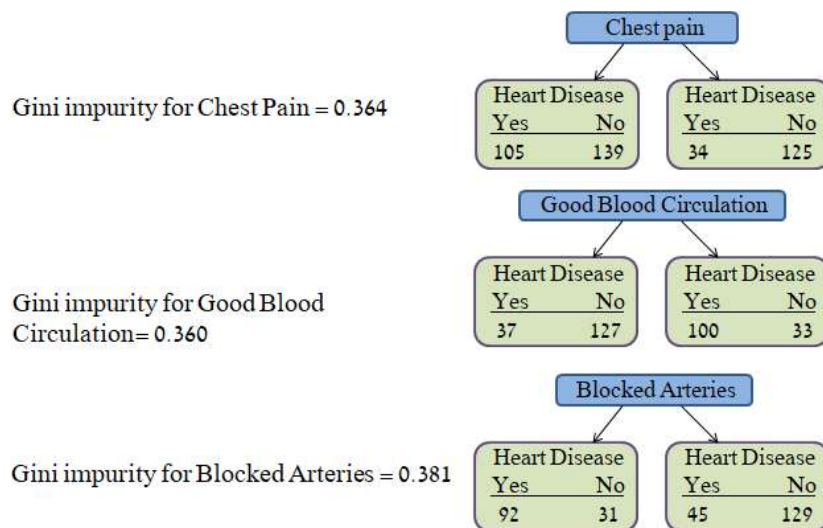 Chest pain
Gini impurity for Chest Pain = 0.364
Heart Disease
Yes No
105 139
Heart Disease
Yes No
34 125
Good Blood Circulation
Gini impurity for Good Blood
Circulation= 0.360
Heart Disease
Yes No
37 127
Heart Disease
Yes No
100 33
Blocked Arteries
Gini impurity for Blocked Arteries = 0.381
Heart Disease
Yes No
92 31
Heart Disease
Yes No
45 129